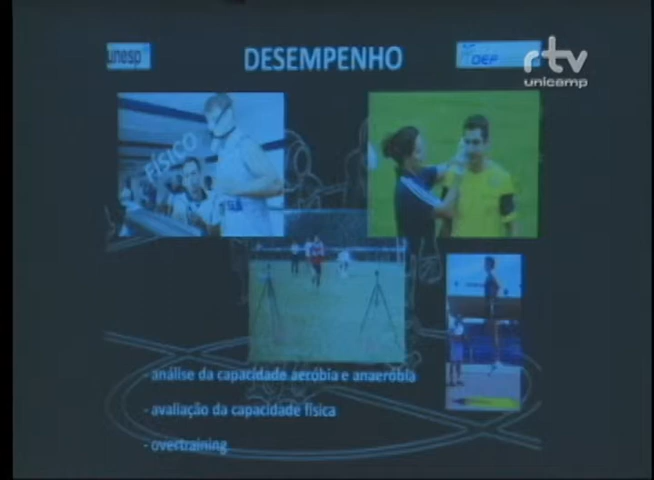 unesp
DESEMPENHO
DEF
rtv
unicamp
FÍSICO
- análise da capacidade aeróbia e anaeróbia
- avaliação da capacidade física
- overtraining